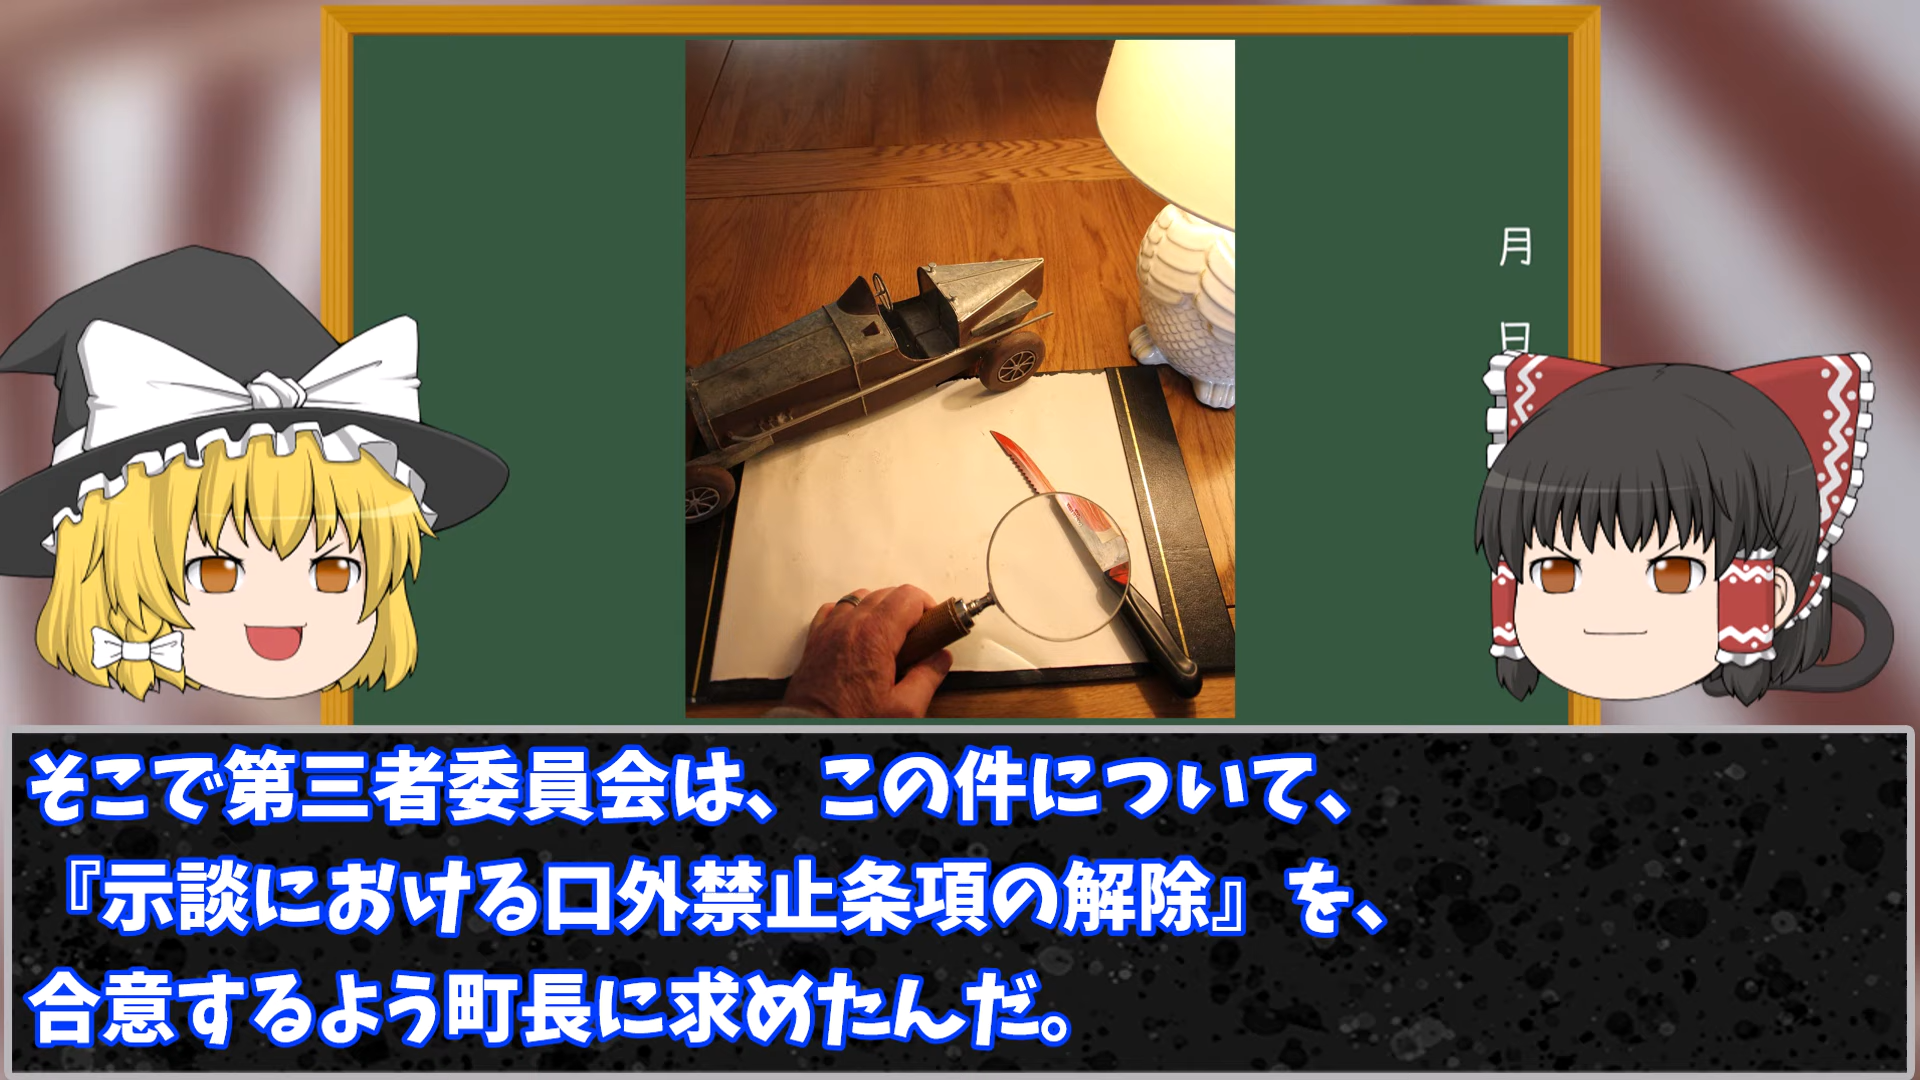 月
日
そこで第三者委員会は、この件について、
『示談における口外禁止条項の解除』を、
合意するよう町長に求めたんだ。